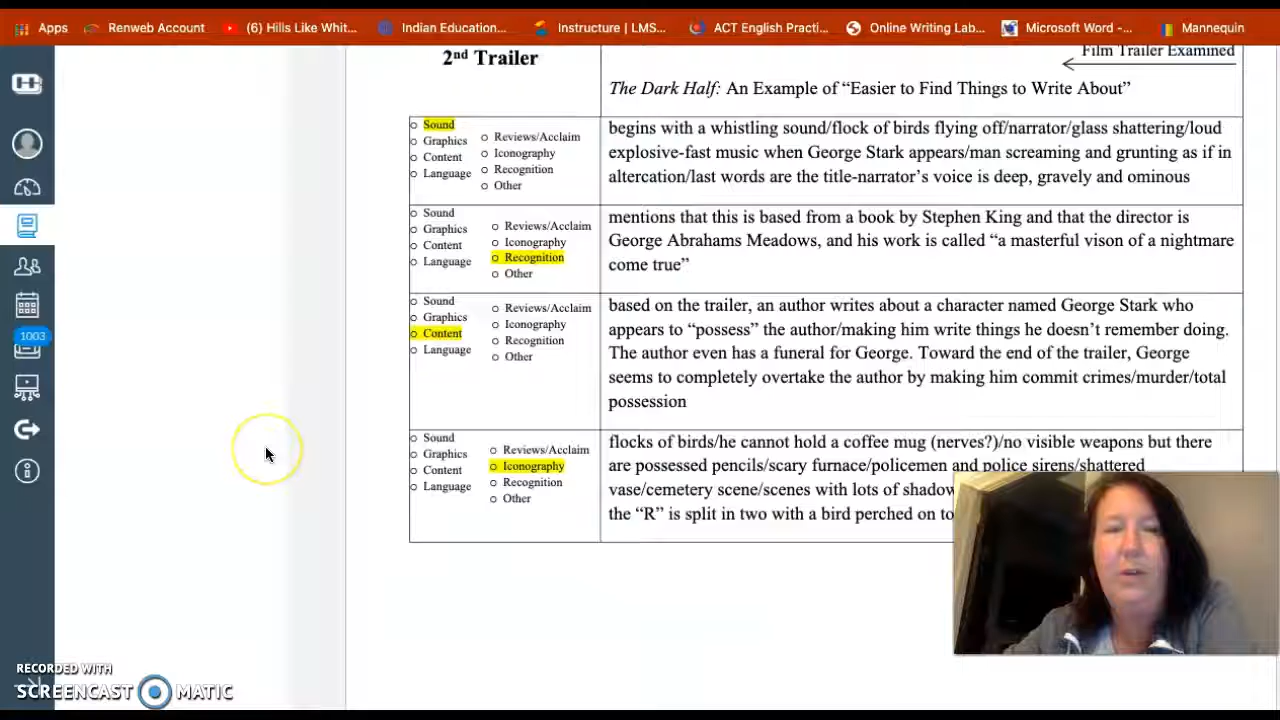 Apps Renweb Account (6) Hills Like Whit... Indian Education... Instructure | LMS... ACT English Practi... Online Writing Lab... Microsoft Word -... Mannequin
2nd Trailer
Film Trailer Examined
The Dark Half: An Example of “Easier to Find Things to Write About”
Sound
Graphics
Content
Language
Reviews/Acclaim
Iconography
Recognition
Other
begins with a whistling sound/flock of birds flying off/narrator/glass shattering/loud
explosive-fast music when George Stark appears/man screaming and grunting as if in
altercation/last words are the title-narrator’s voice is deep, gravely and ominous
Sound
Graphics
Content
Language
Reviews/Acclaim
Iconography
Recognition
Other
mentions that this is based from a book by Stephen King and that the director is
George Abrahams Meadows, and his work is called “a masterful vison of a nightmare
come true”
Sound
Graphics
Content
Language
Reviews/Acclaim
Iconography
Recognition
Other
based on the trailer, an author writes about a character named George Stark who
appears to “possess” the author/making him write things he doesn’t remember doing.
The author even has a funeral for George. Toward the end of the trailer, George
seems to completely overtake the author by making him commit crimes/murder/total
possession
Sound
Graphics
Content
Language
Reviews/Acclaim
Iconography
Recognition
Other
flocks of birds/he cannot hold a coffee mug (nerves?)/no visible weapons but there
are possessed pencils/scary furnace/policemen and police sirens/shattered
vase/cemetery scene/scenes with lots of shadow
the “R” is split in two with a bird perched on to
1003
RECORDED WITH
SCREENCAST MATIC